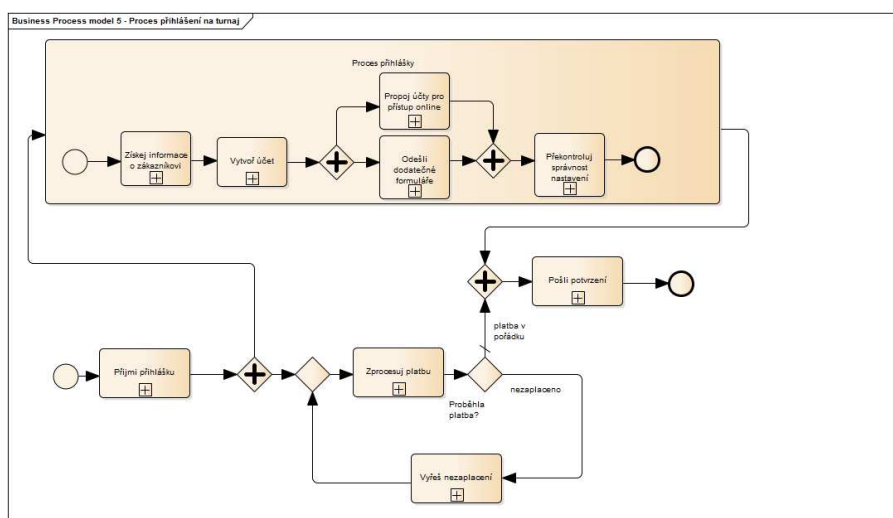 Business Process model 5 - Proces přihlášení na turnaj
Proces přihlášky
Propoj účty pro
přístup online
Získej informace
o zákazníkovi
Vytvoř účet
Odešli
dodatečné
formuláře
Překontroluj
správnost
nastavení
Pošli potvrzení
platba v
pořádku
Přijmi přihlášku
Zprocesuj platbu
Proběhla
platba?
nezaplaceno
Vyřeš nezaplacení